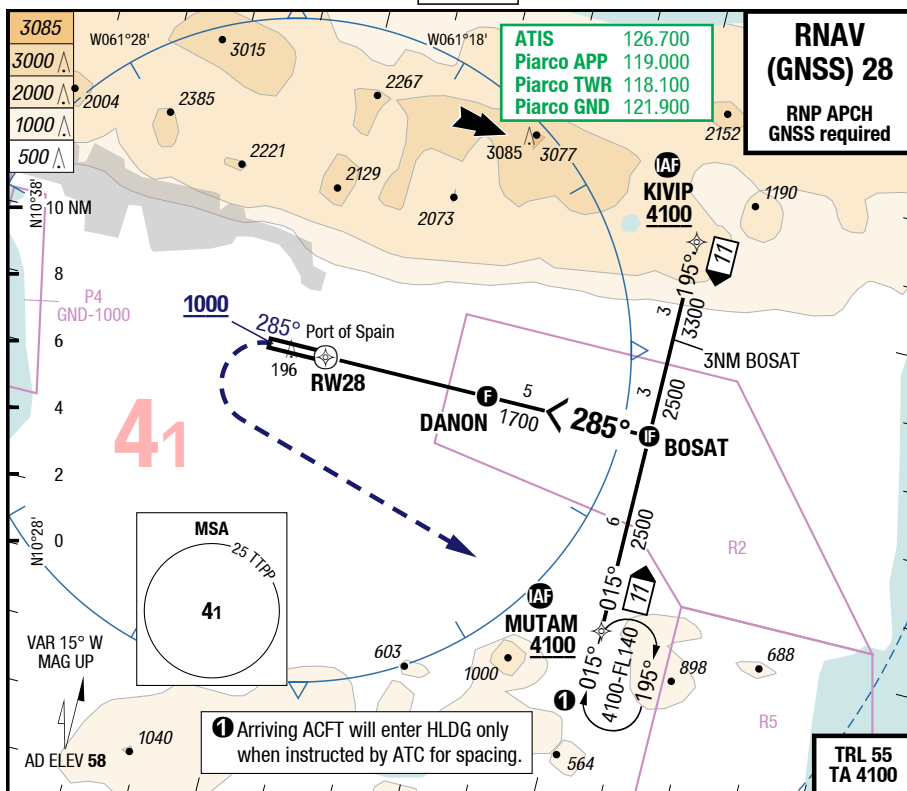 3085
3000
2000
1000
500
W061°28'
W061°18'
3015
2004
2385
2267
2221
2129
2073
3085
3077
2152
1190
ATIS 126.700
Piarco APP 119.000
Piarco TWR 118.100
Piarco GND 121.900
RNAV
(GNSS) 28
RNP APCH
GNSS required
IAF
KIVIP
4100
11
195°
3
3300
3NM BOSAT
3
2500
N10°38'
10 NM
8
6
4
2
0
N10°28'
P4
GND-1000
1000
285°
Port of Spain
196
RW28
F
DANON
5
1700
285°
IF
BOSAT
41
6
2500
R2
MSA
25 TTPP
41
IAF
MUTAM
4100
015°
11
015°
4100-FL140
195°
1
603
1000
898
688
R5
564
1040
VAR 15° W
MAG UP
AD ELEV 58
1 Arriving ACFT will enter HLDG only
when instructed by ATC for spacing.
TRL 55
TA 4100